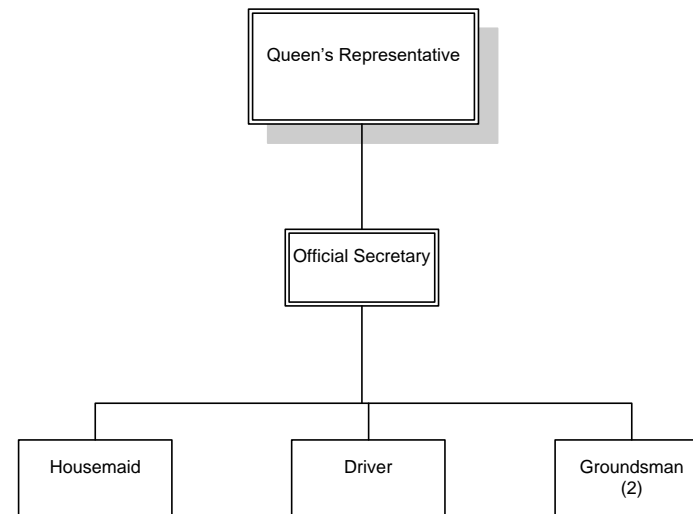 Queen’s Representative
Official Secretary
Housemaid
Driver
Groundsman
(2)